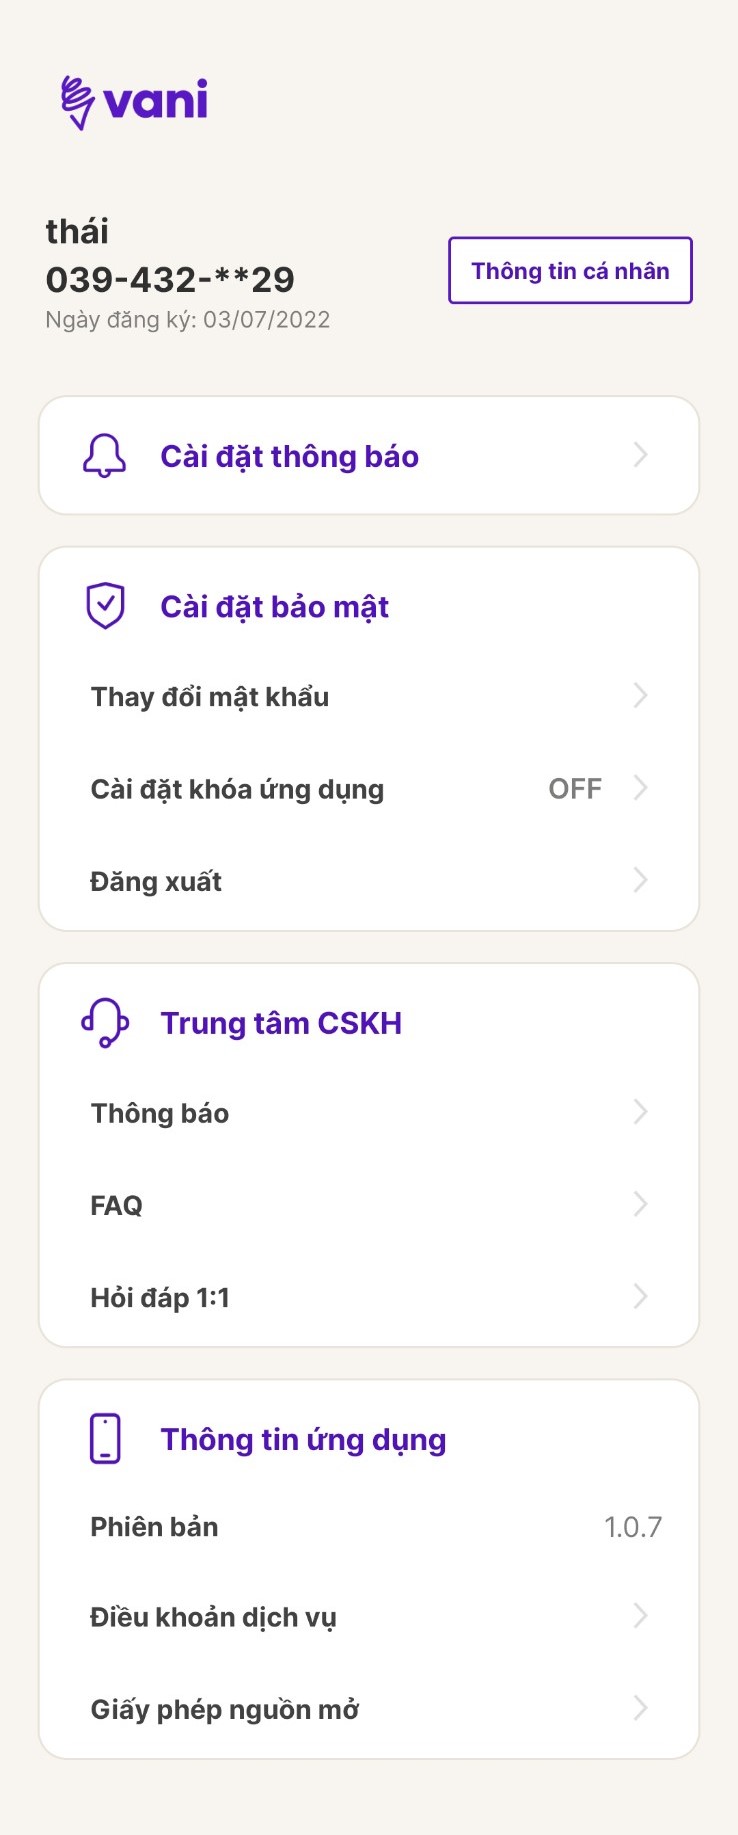 vani
thái
039-432-**29
Ngày đăng ký: 03/07/2022
Thông tin cá nhân
Cài đặt thông báo
Cài đặt bảo mật
Thay đổi mật khẩu
Cài đặt khóa ứng dụng OFF
Đăng xuất
Trung tâm CSKH
Thông báo
FAQ
Hỏi đáp 1:1
Thông tin ứng dụng
Phiên bản 1.0.7
Điều khoản dịch vụ
Giấy phép nguồn mở